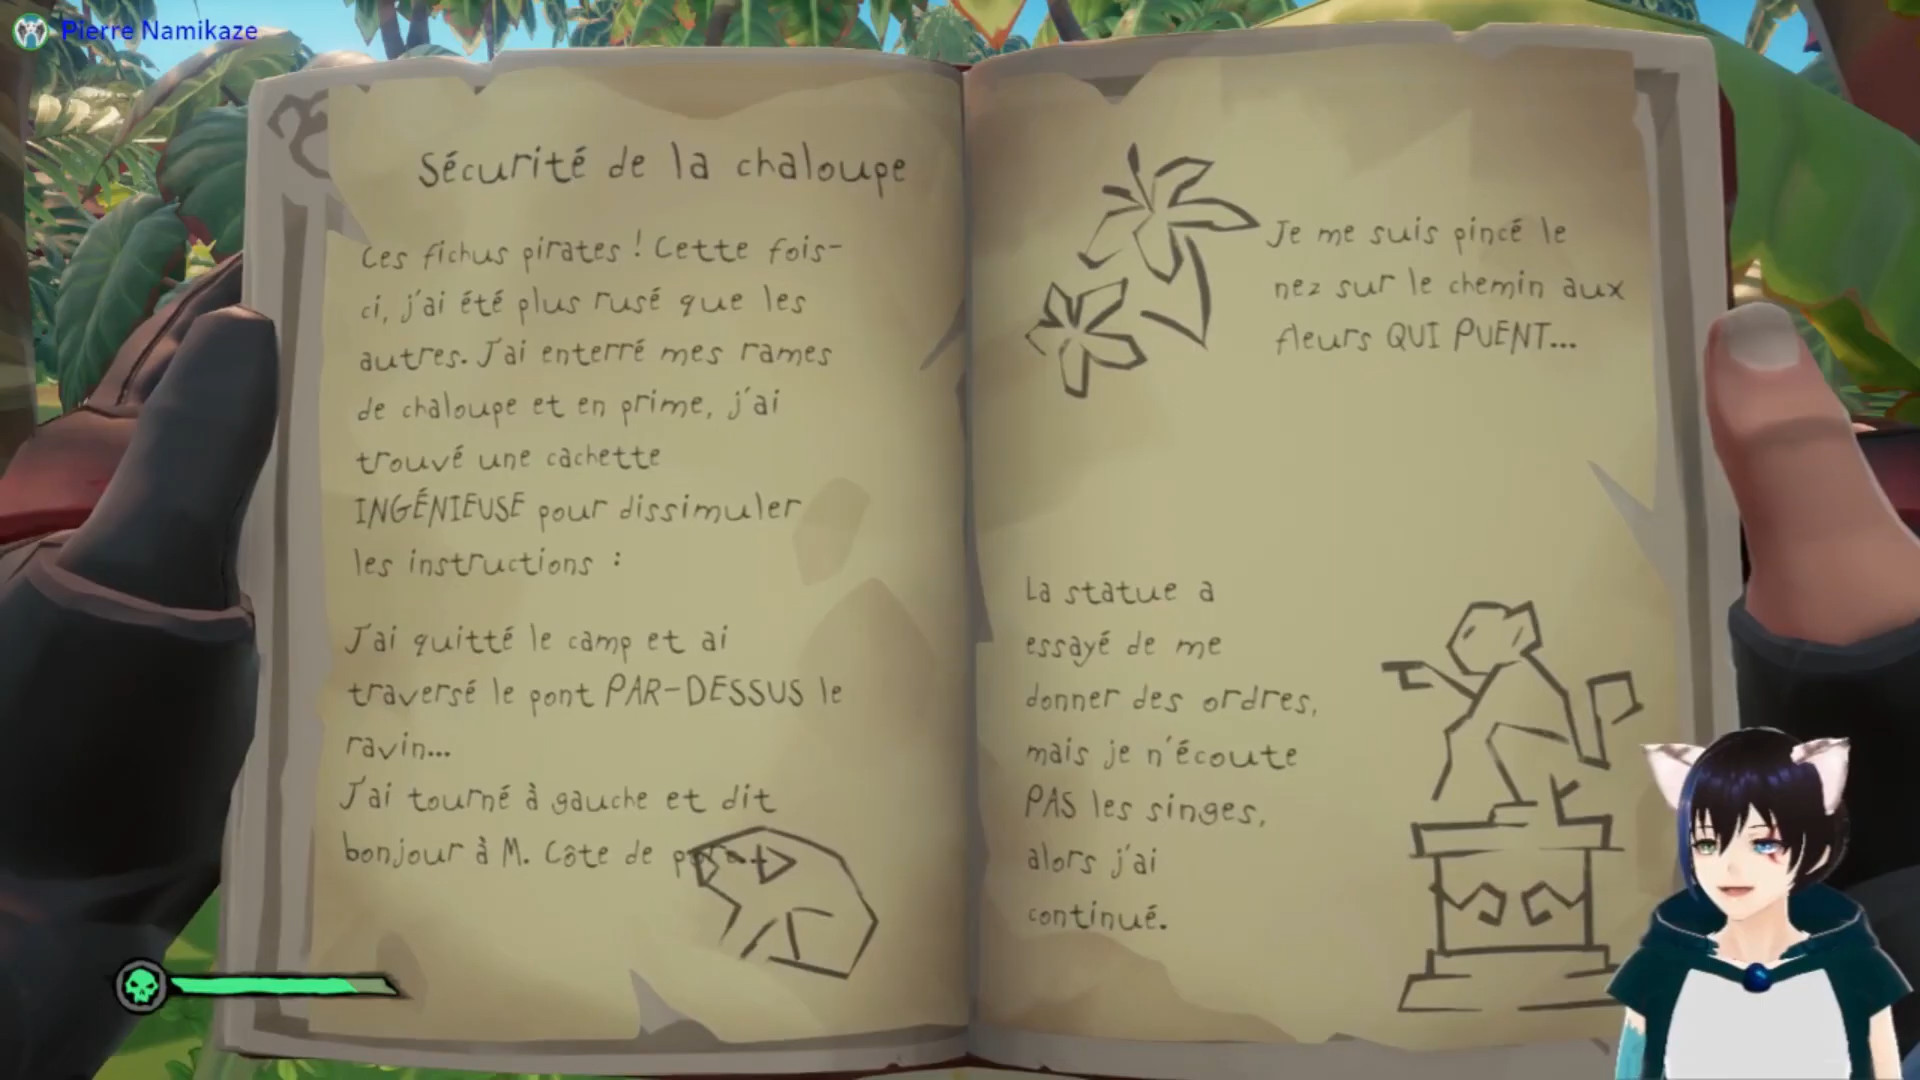 Pierre Namikaze
Sécurité de la chaloupe
Ces fichus pirates ! Cette fois-
ci, j'ai été plus rusé que les
autres. J'ai enterré mes rames
de chaloupe et en prime, j'ai
trouvé une cachette
INGÉNIEUSE pour dissimuler
les instructions :
J'ai quitté le camp et ai
traversé le pont PAR-DESSUS le
ravin...
J'ai tourné à gauche et dit
bonjour à M. Côte de
Je me suis pincé le
nez sur le chemin aux
fleurs QUI PUENT...
La statue a
essayé de me
donner des ordres,
mais je n'écoute
PAS les singes,
alors j'ai
continué.